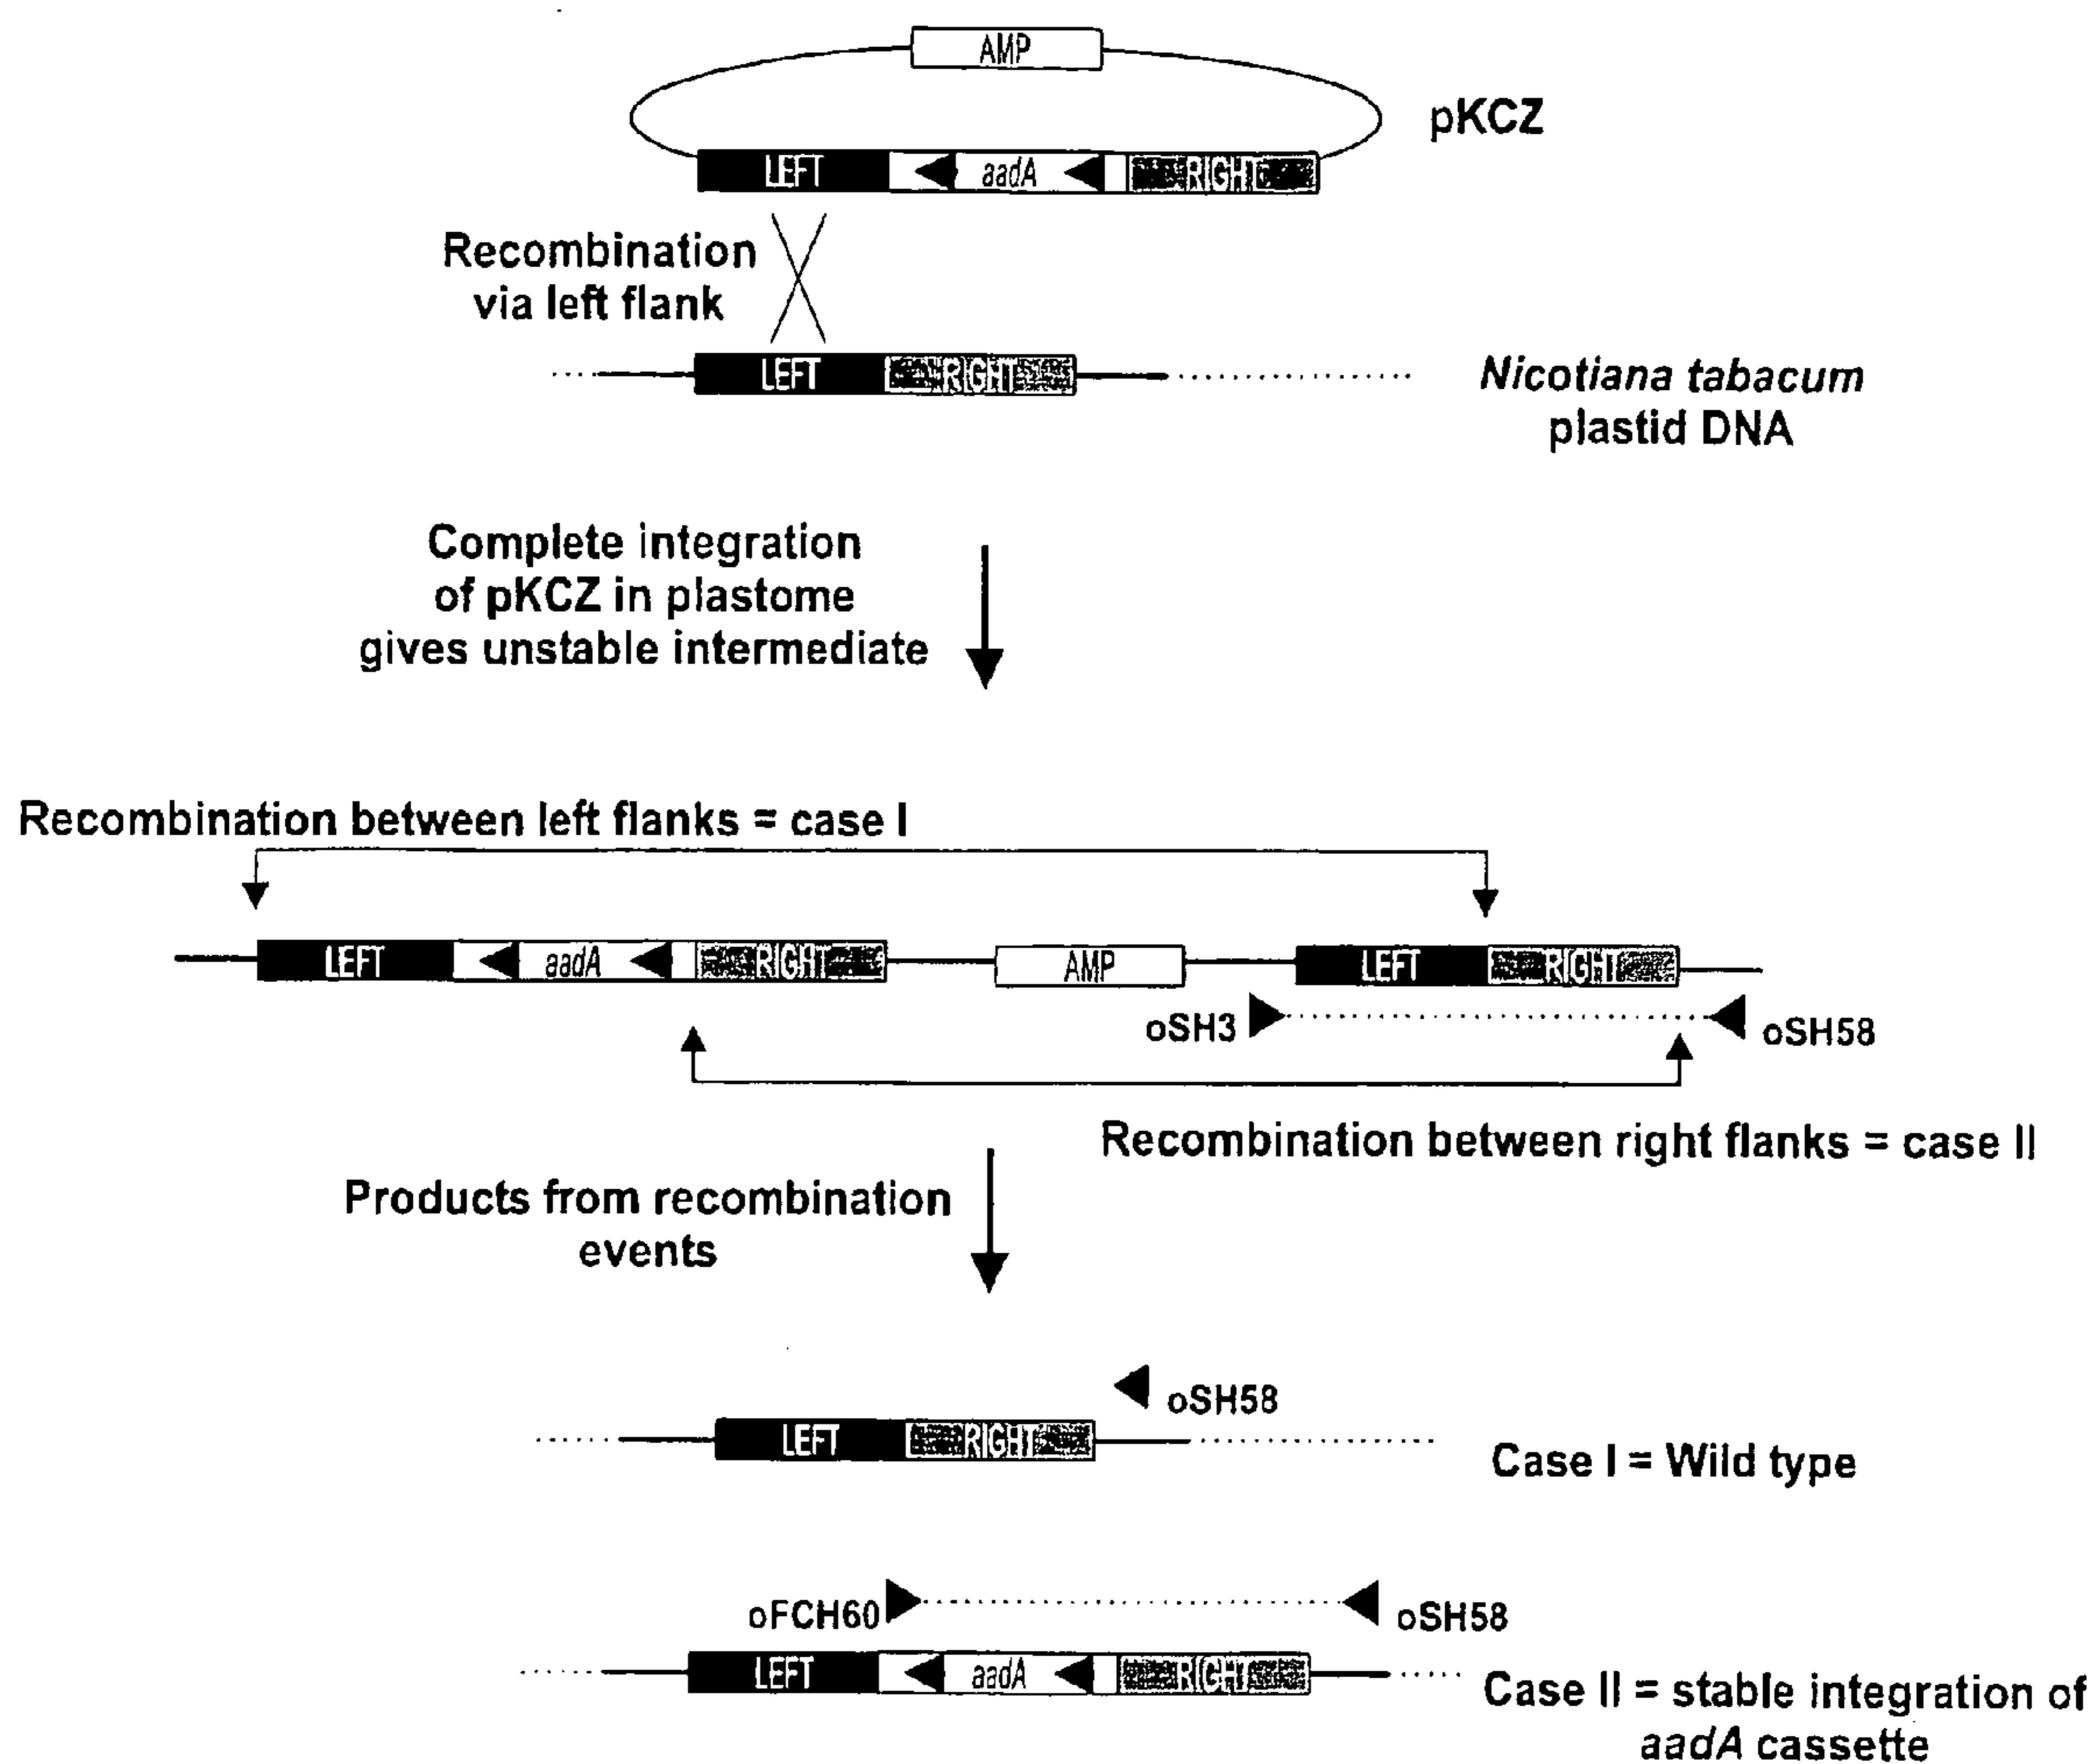 AMP
pKCZ
LEFT aadA RIGHT
Recombination
via left flank
LEFT RIGHT
Nicotiana tabacum
plastid DNA
Complete integration
of pKCZ in plastome
gives unstable intermediate
Recombination between left flanks = case I
LEFT aadA RIGHT AMP LEFT RIGHT
oSH3 oSH58
Recombination between right flanks = case II
Products from recombination
events
oSH58
LEFT RIGHT
Case I = Wild type
oFCH60 oSH58
LEFT aadA RIGHT
Case II = stable integration of
aadA cassette